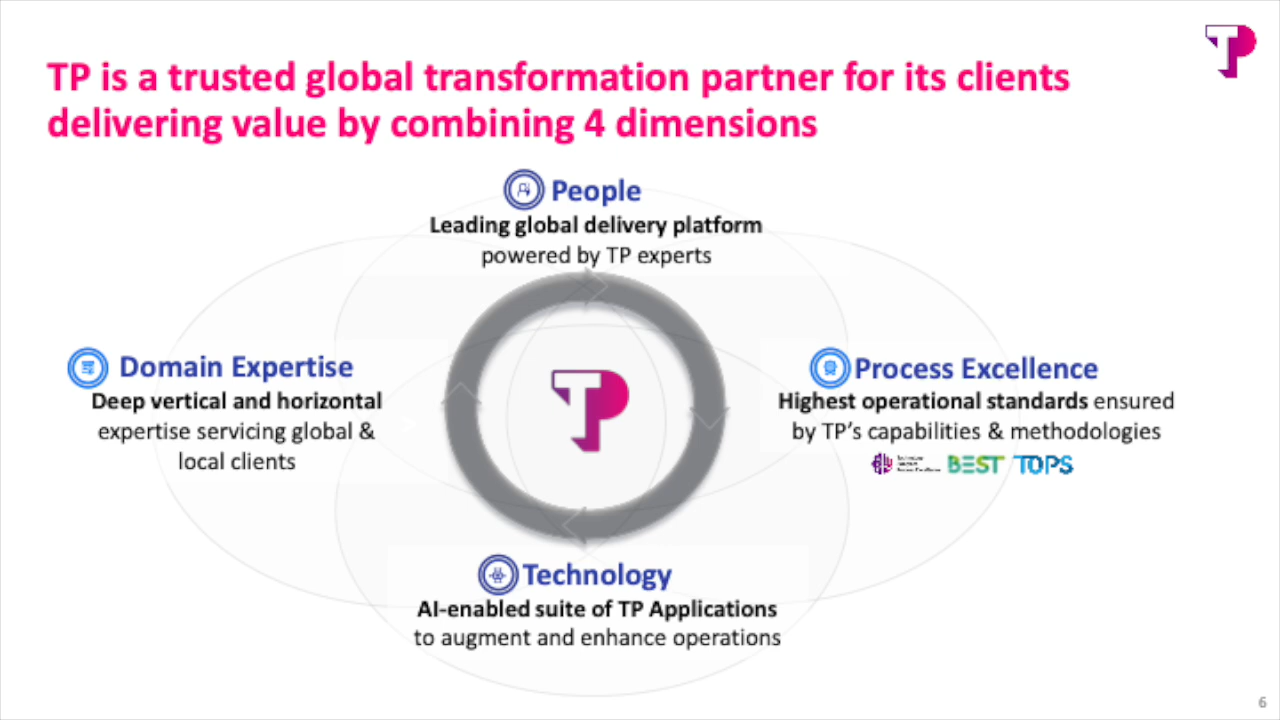 TP
TP is a trusted global transformation partner for its clients
delivering value by combining 4 dimensions
People
Leading global delivery platform
powered by TP experts
Domain Expertise
Deep vertical and horizontal
expertise servicing global &
local clients
TP
Process Excellence
Highest operational standards ensured
by TP’s capabilities & methodologies
BEST TOPS
Technology
AI-enabled suite of TP Applications
to augment and enhance operations
6